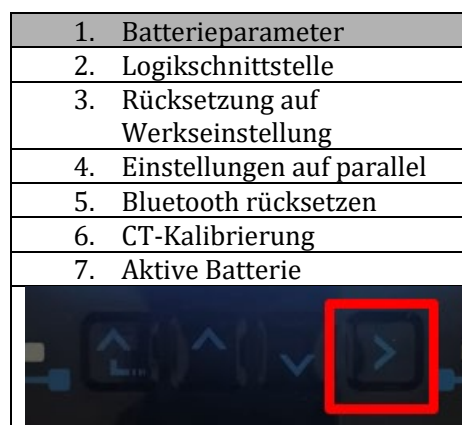 1. Batterieparameter
2. Logikschnittstelle
3. Rücksetzung auf
Werkseinstellung
4. Einstellungen auf parallel
5. Bluetooth rücksetzen
6. CT-Kalibrierung
7. Aktive Batterie